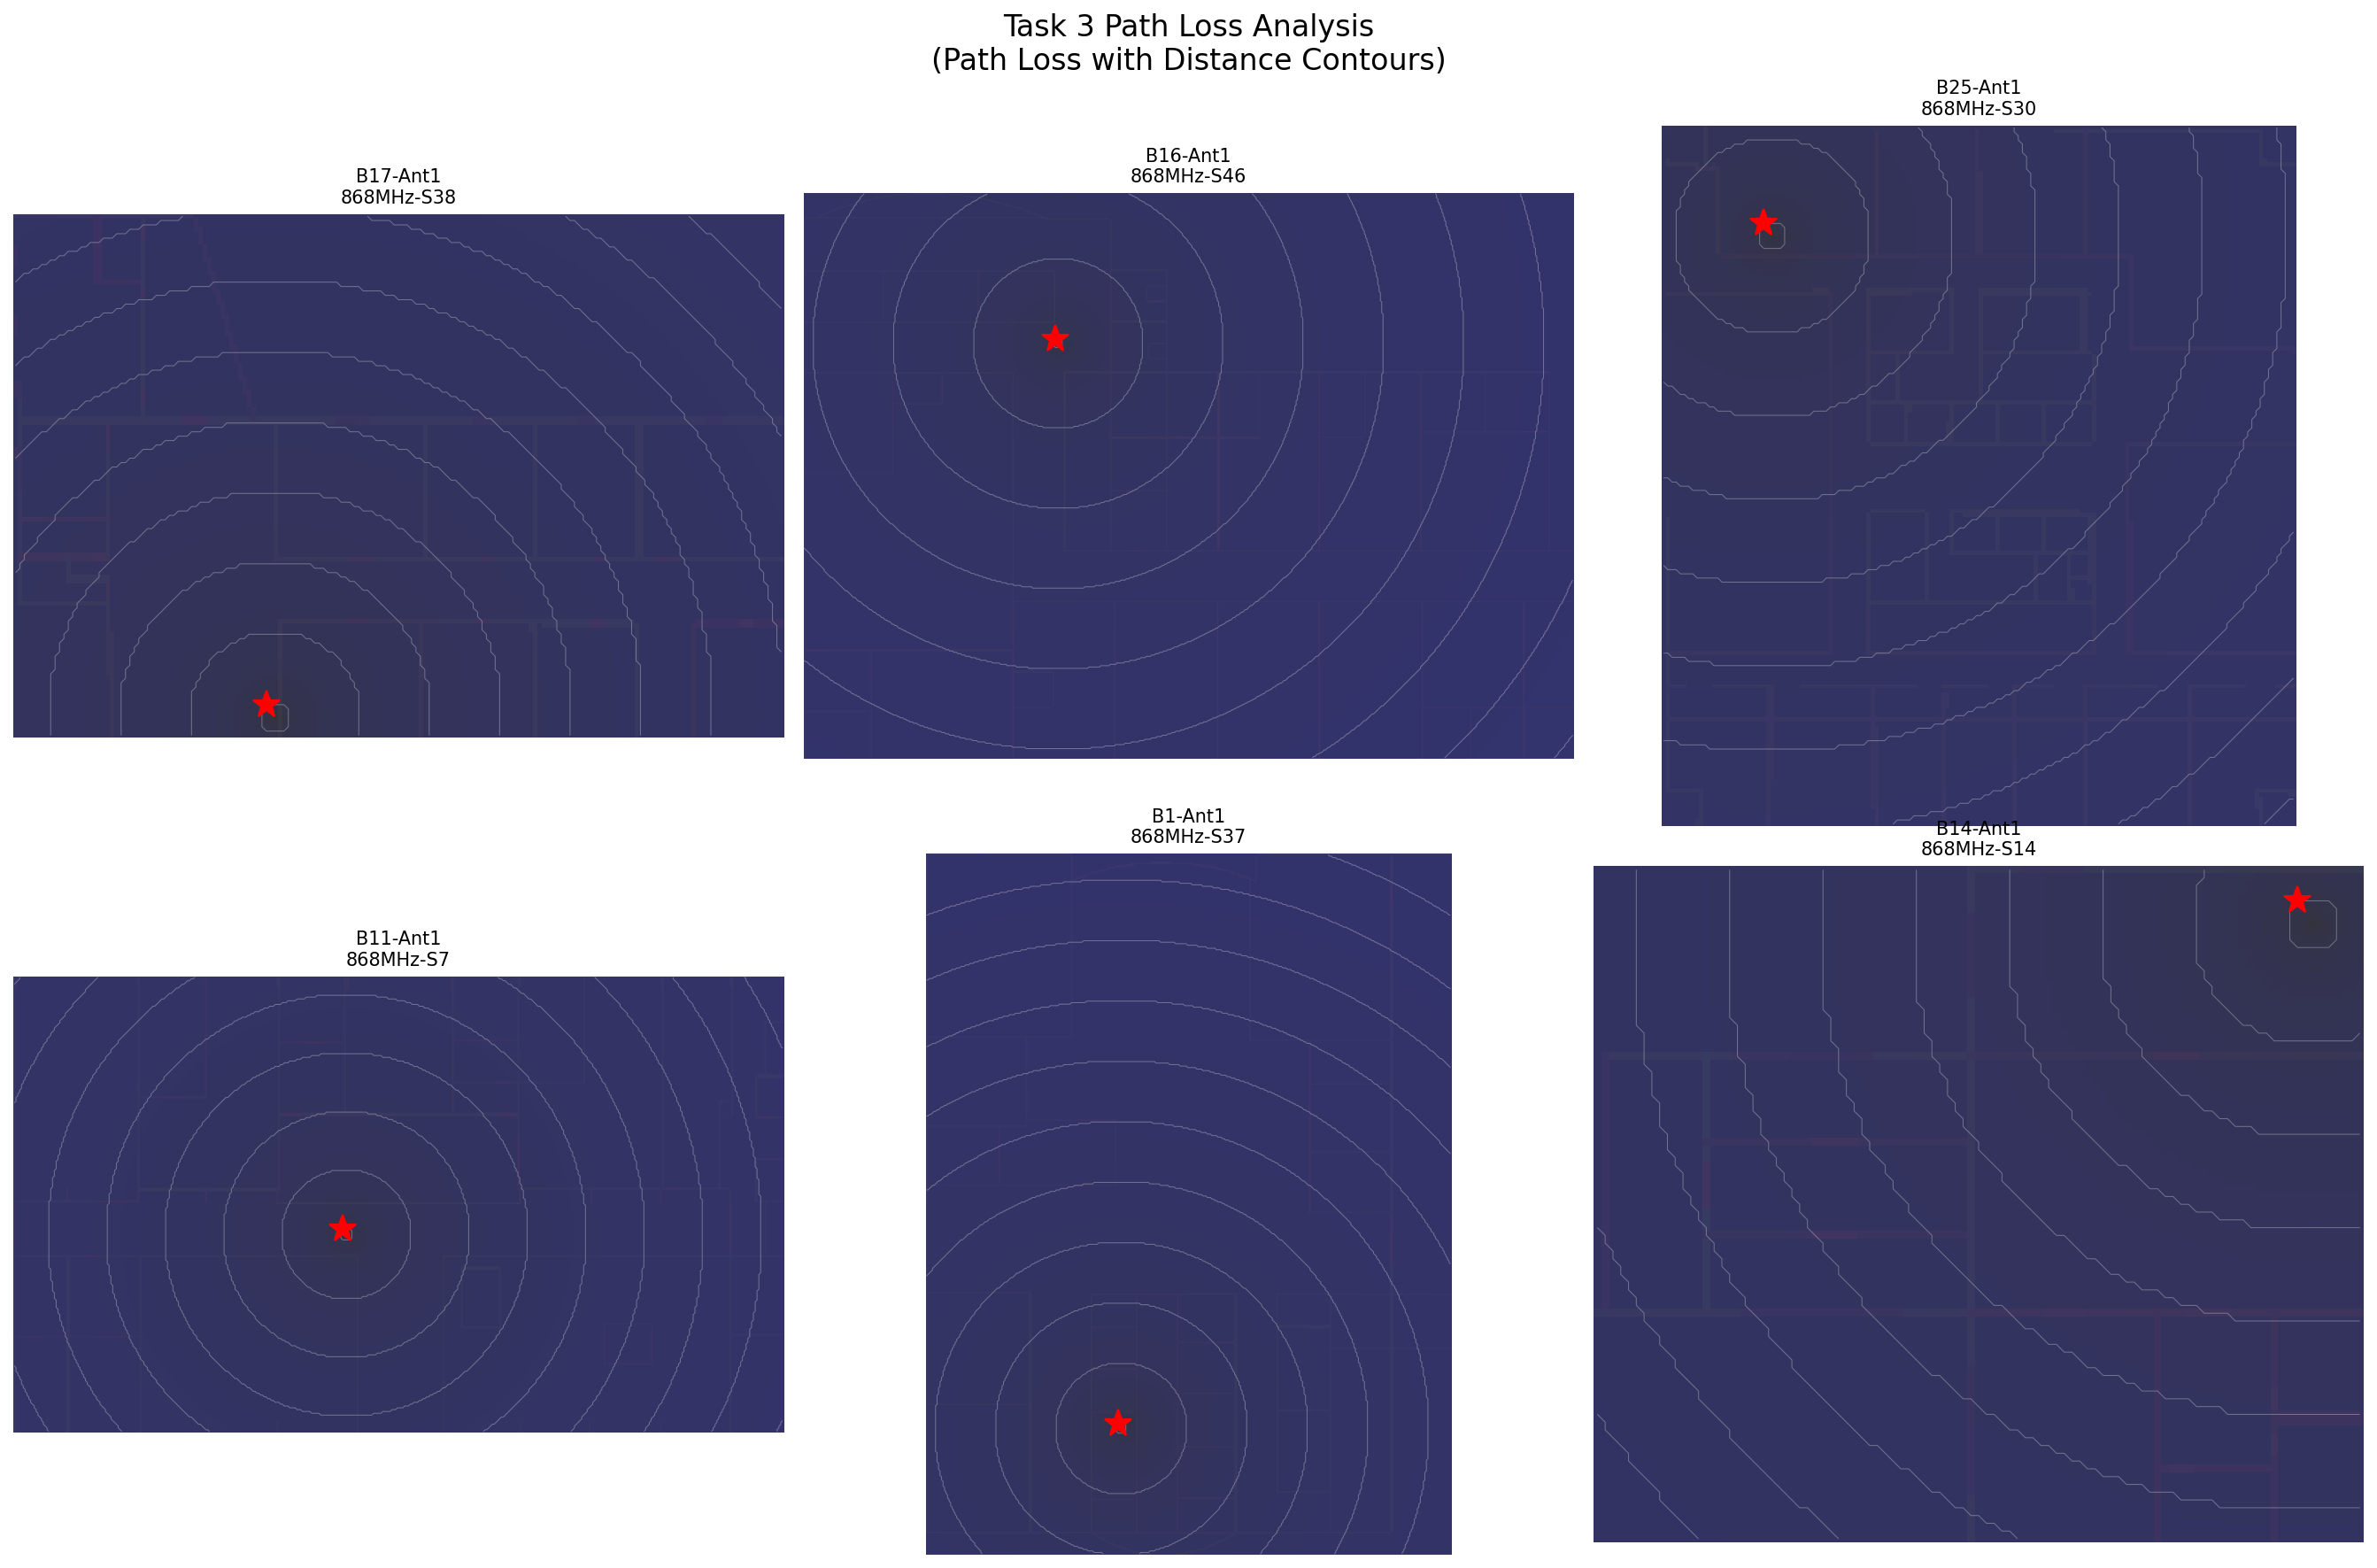 Task 3 Path Loss Analysis
(Path Loss with Distance Contours)
B17-Ant1
868MHz-S38
B16-Ant1
868MHz-S46
B25-Ant1
868MHz-S30
B11-Ant1
868MHz-S7
B1-Ant1
868MHz-S37
B14-Ant1
868MHz-S14